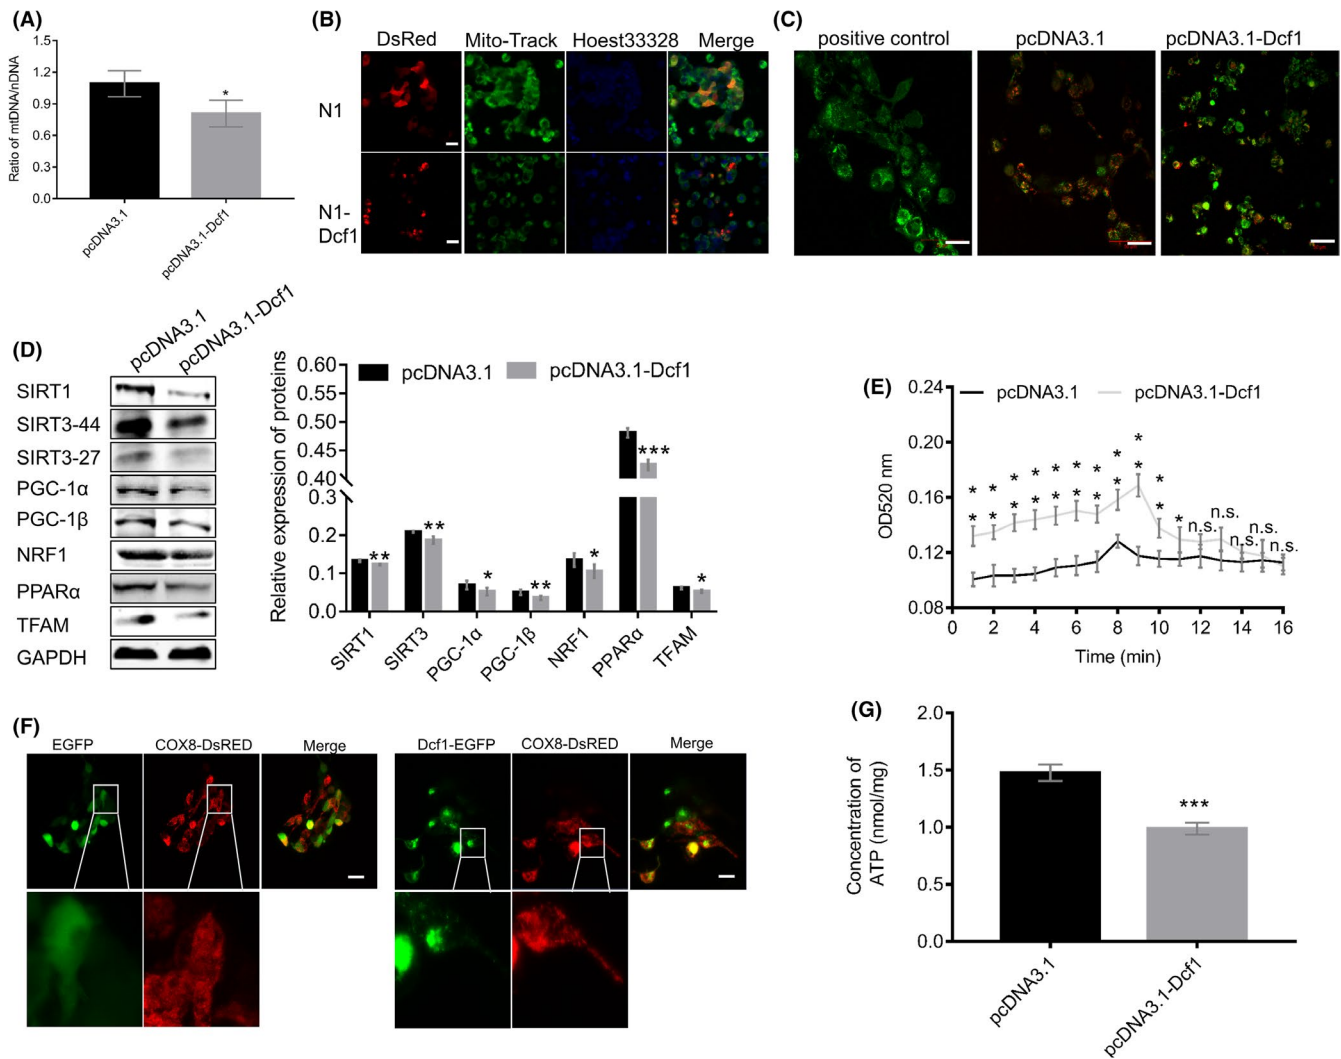 (A)
Ratio of mtDNA/nDNA
1.5
1.2
0.9
0.6
0.3
0.0
*
pcDNA3.1
pcDNA3.1-Dcf1
(B)
DsRed Mito-Track Hoest33328 Merge
N1
N1-
Dcf1
(C)
positive control pcDNA3.1 pcDNA3.1-Dcf1
(D)
pcDNA3.1 pcDNA3.1-Dcf1
SIRT1
SIRT3-44
SIRT3-27
PGC-1α
PGC-1β
NRF1
PPARα
TFAM
GAPDH
Relative expression of proteins
pcDNA3.1 pcDNA3.1-Dcf1
0.60
0.55
0.50
0.45
0.40
0.3
0.2
0.1
0.0
** ** * ** * *** *
SIRT1 SIRT3 PGC-1α PGC-1β NRF1 PPARα TFAM
(E)
pcDNA3.1 pcDNA3.1-Dcf1
OD520 nm
0.24
0.20
0.16
0.12
0.08
* * * * * * * * * *
* * * * * * * * * * * n.s. n.s. n.s. n.s. n.s.
0 2 4 6 8 10 12 14 16
Time (min)
(F)
EGFP COX8-DsRED Merge
Dcf1-EGFP COX8-DsRED Merge
(G)
Concentration of
ATP (nmol/mg)
2.0
1.5
1.0
0.5
0.0
***
pcDNA3.1
pcDNA3.1-Dcf1